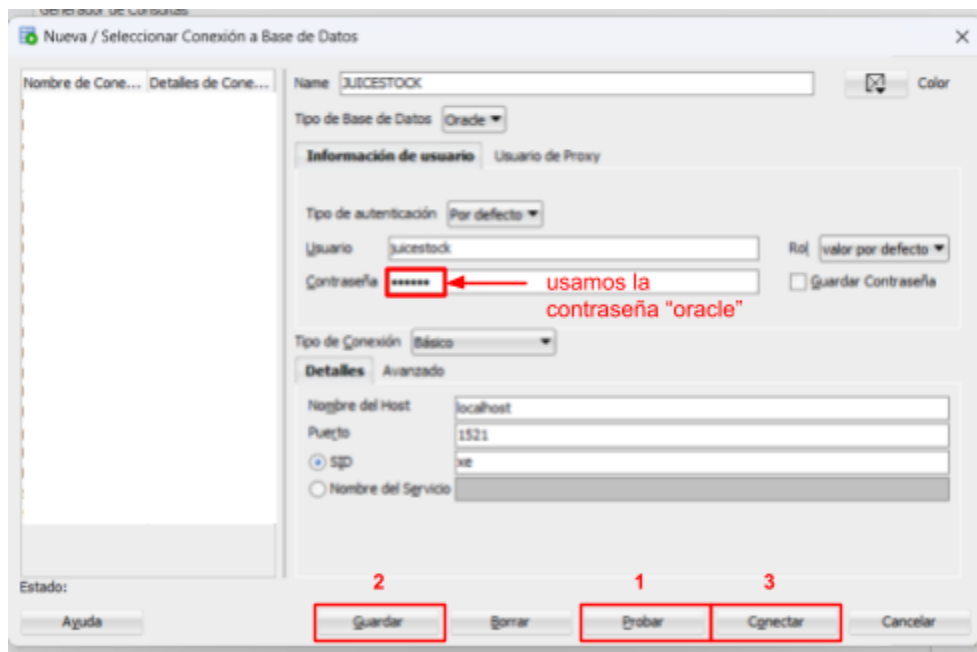 Generador de Consultas
Nueva / Seleccionar Conexión a Base de Datos
Nombre de Cone... Detalles de Cone...
Name JUICESTOCK
Color
Tipo de Base de Datos Oracle
Información de usuario Usuario de Proxy
Tipo de autenticación Por defecto
Usuario juicestock
Rol valor por defecto
Contraseña ••••••
Guardar Contraseña
usamos la
contraseña “oracle”
Tipo de Conexión Básico
Detalles Avanzado
Nombre del Host localhost
Puerto 1521
SID xe
Nombre del Servicio
Estado:
2 1 3
Ayuda Guardar Borrar Probar Conectar Cancelar